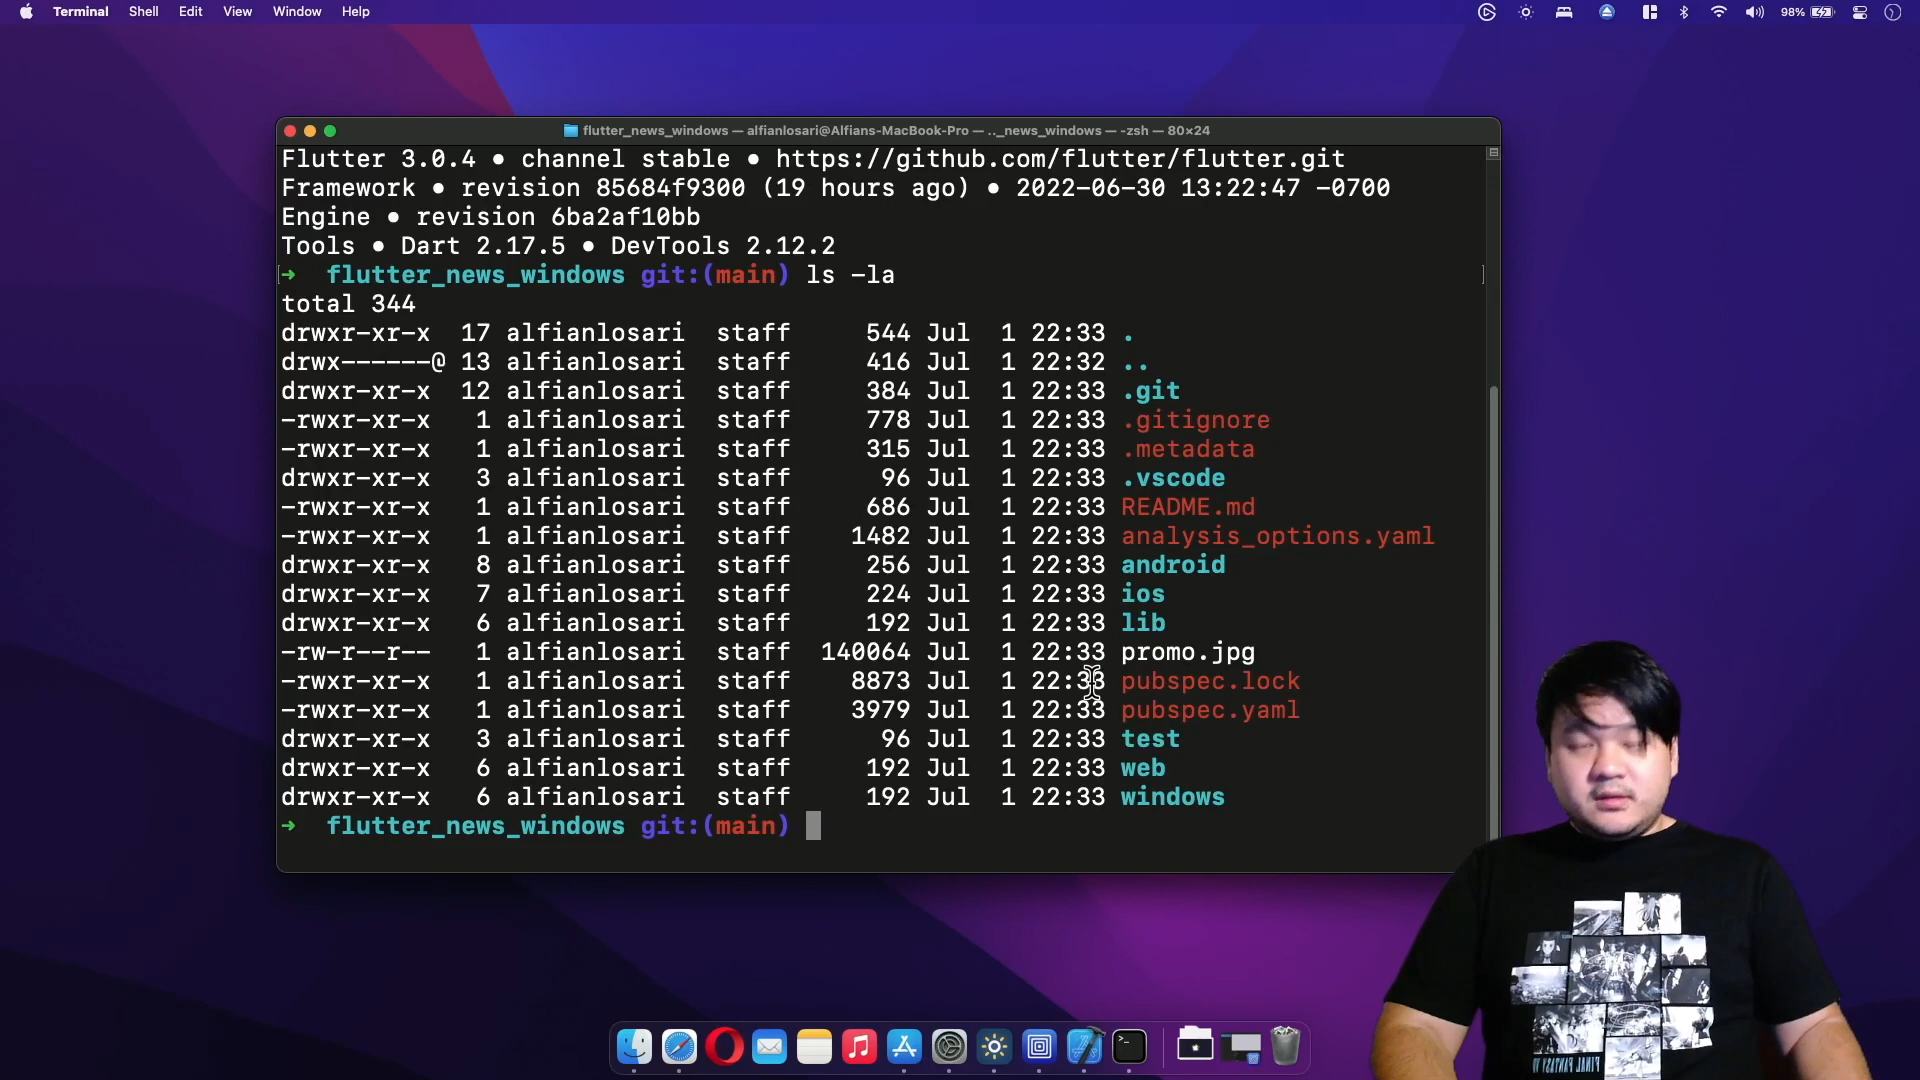 Terminal Shell Edit View Window Help 98%
flutter_news_windows — alfianlosari@Alfians-MacBook-Pro — .._news_windows — -zsh — 80×24
Flutter 3.0.4 • channel stable • https://github.com/flutter/flutter.git
Framework • revision 85684f9300 (19 hours ago) • 2022-06-30 13:22:47 -0700
Engine • revision 6ba2af10bb
Tools • Dart 2.17.5 • DevTools 2.12.2
[➜ flutter_news_windows git:(main) ls -la ]
total 344
drwxr-xr-x 17 alfianlosari staff 544 Jul 1 22:33 .
drwx------@ 13 alfianlosari staff 416 Jul 1 22:32 ..
drwxr-xr-x 12 alfianlosari staff 384 Jul 1 22:33 .git
-rwxr-xr-x 1 alfianlosari staff 778 Jul 1 22:33 .gitignore
-rwxr-xr-x 1 alfianlosari staff 315 Jul 1 22:33 .metadata
drwxr-xr-x 3 alfianlosari staff 96 Jul 1 22:33 .vscode
-rwxr-xr-x 1 alfianlosari staff 686 Jul 1 22:33 README.md
-rwxr-xr-x 1 alfianlosari staff 1482 Jul 1 22:33 analysis_options.yaml
drwxr-xr-x 8 alfianlosari staff 256 Jul 1 22:33 android
drwxr-xr-x 7 alfianlosari staff 224 Jul 1 22:33 ios
drwxr-xr-x 6 alfianlosari staff 192 Jul 1 22:33 lib
-rw-r--r-- 1 alfianlosari staff 140064 Jul 1 22:33 promo.jpg
-rwxr-xr-x 1 alfianlosari staff 8873 Jul 1 22:33 pubspec.lock
-rwxr-xr-x 1 alfianlosari staff 3979 Jul 1 22:33 pubspec.yaml
drwxr-xr-x 3 alfianlosari staff 96 Jul 1 22:33 test
drwxr-xr-x 6 alfianlosari staff 192 Jul 1 22:33 web
drwxr-xr-x 6 alfianlosari staff 192 Jul 1 22:33 windows
➜ flutter_news_windows git:(main)
FINAL FANTASY VII